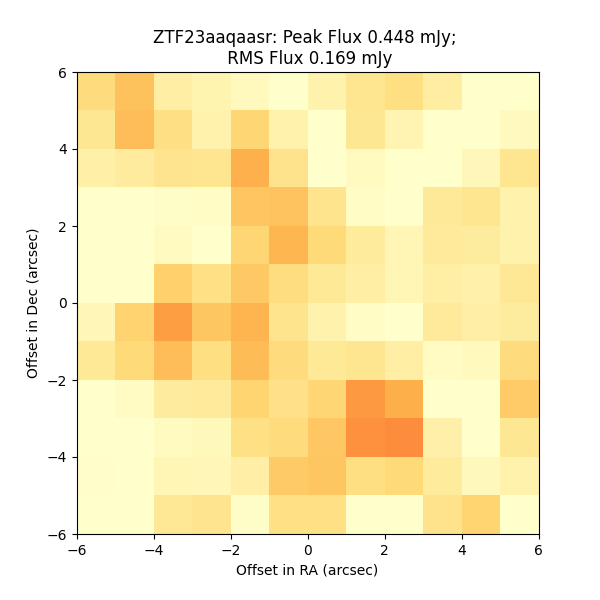 ZTF23aaqaasr: Peak Flux 0.448 mJy;
RMS Flux 0.169 mJy
6
4
2
0
−2
−4
−6
Offset in Dec (arcsec)
−6 −4 −2 0 2 4 6
Offset in RA (arcsec)